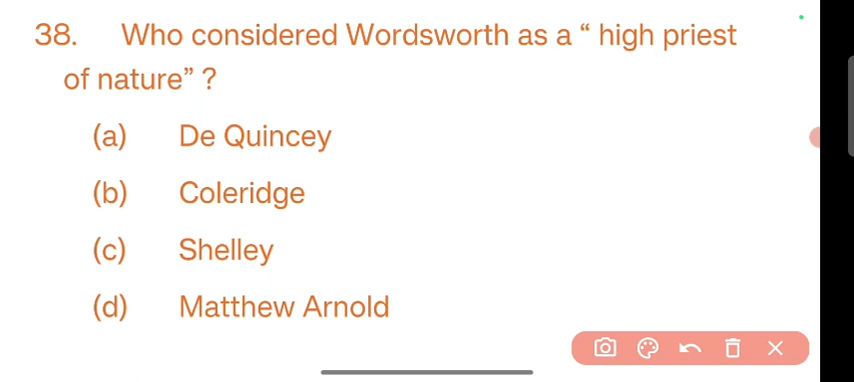 38. Who considered Wordsworth as a “ high priest
of nature” ?
(a) De Quincey
(b) Coleridge
(c) Shelley
(d) Matthew Arnold